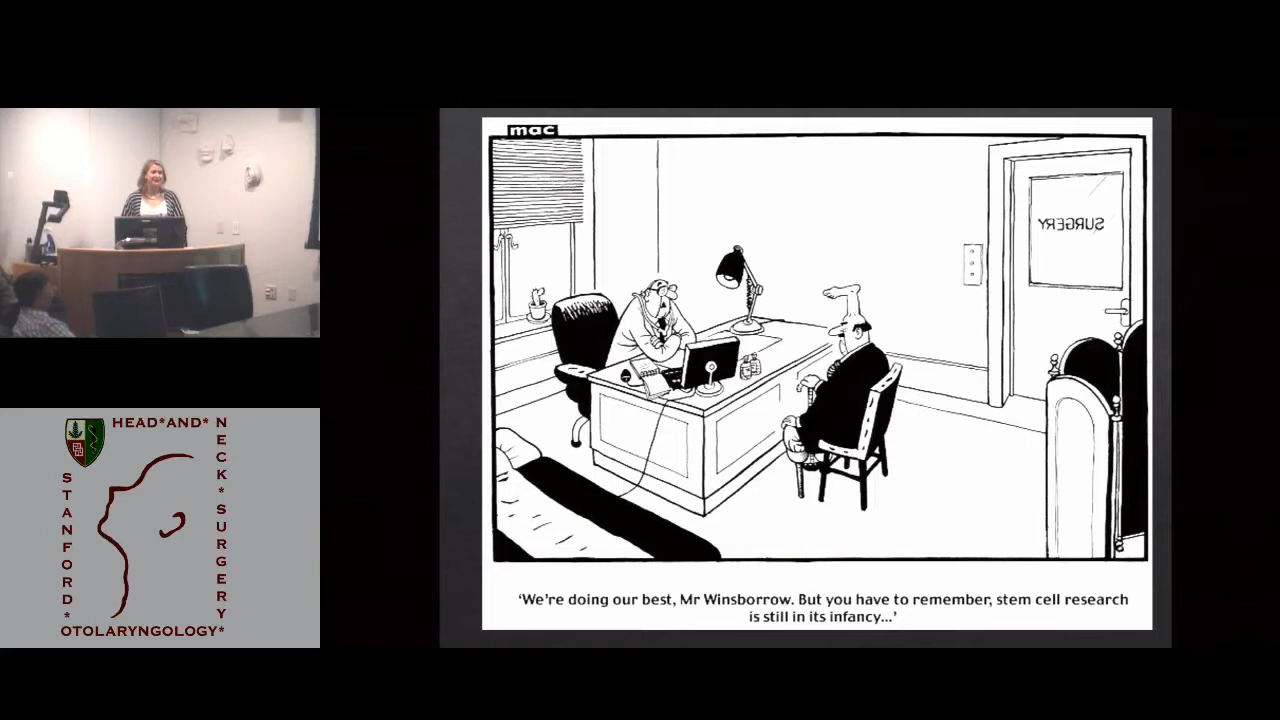 mac
SURGERY
'We're doing our best, Mr Winsborrow. But you have to remember, stem cell research
is still in its infancy...'
HEAD*AND*
NECK*SURGERY*
STANFORD*
OTOLARYNGOLOGY*